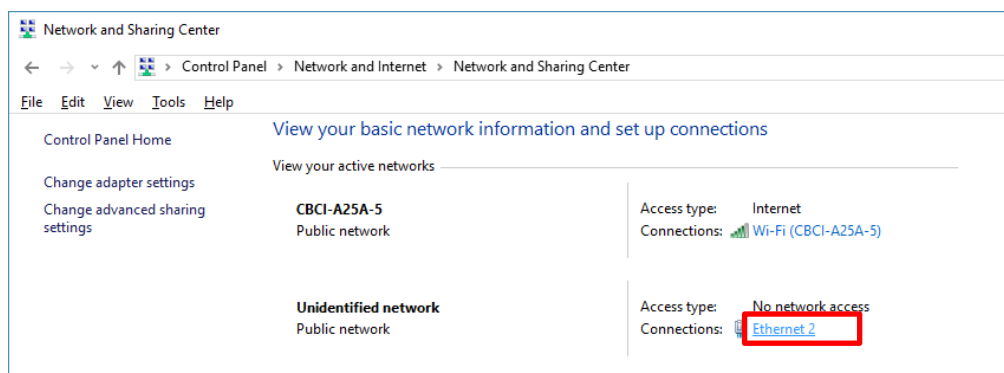 Network and Sharing Center
Control Panel > Network and Internet > Network and Sharing Center
File Edit View Tools Help
Control Panel Home
Change adapter settings
Change advanced sharing
settings
View your basic network information and set up connections
View your active networks
CBCI-A25A-5
Public network
Access type: Internet
Connections: Wi-Fi (CBCI-A25A-5)
Unidentified network
Public network
Access type: No network access
Connections: Ethernet 2